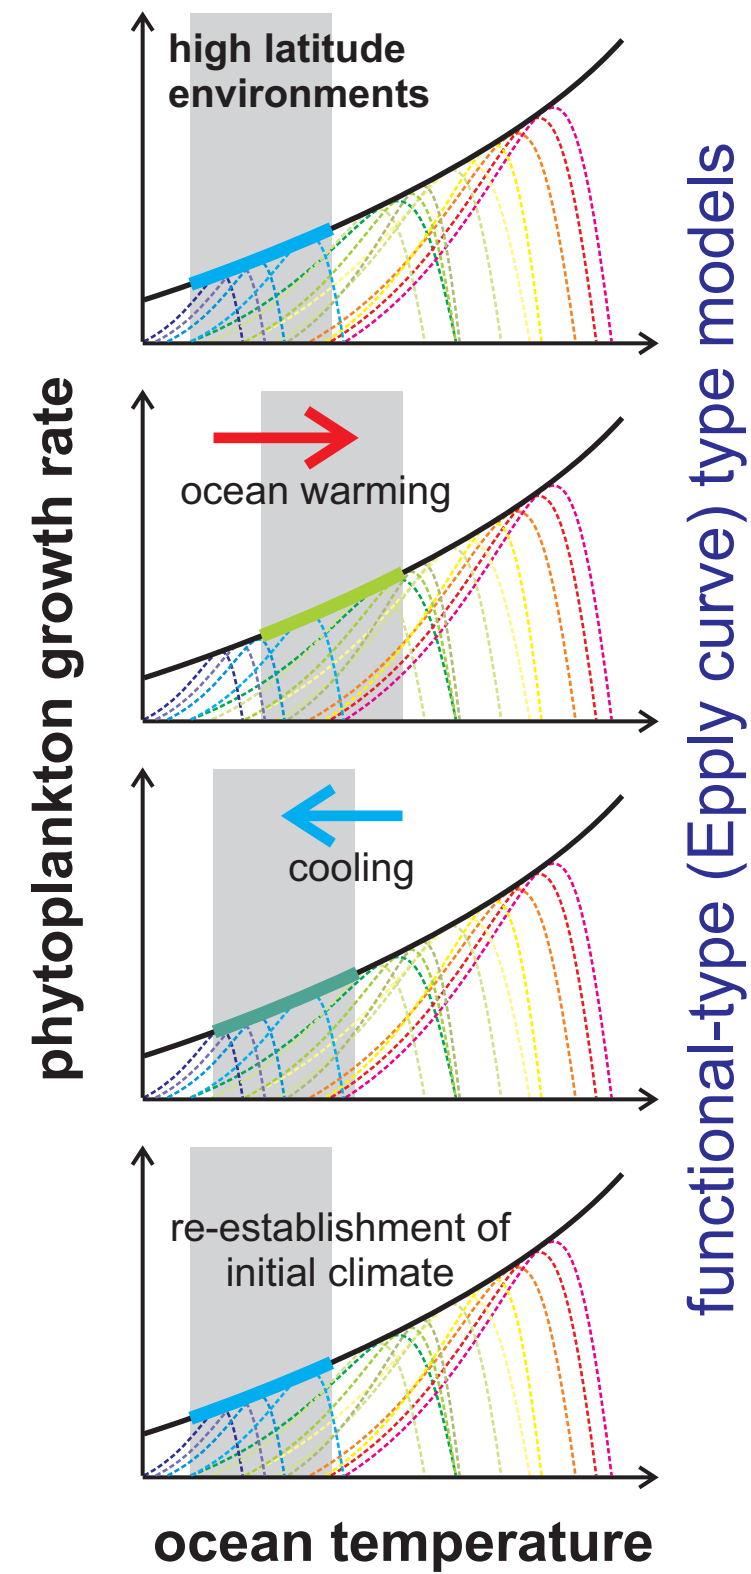 high latitude
environments
ocean warming
cooling
re-establishment of
initial climate
phytoplankton growth rate
ocean temperature
functional-type (Epply curve) type models